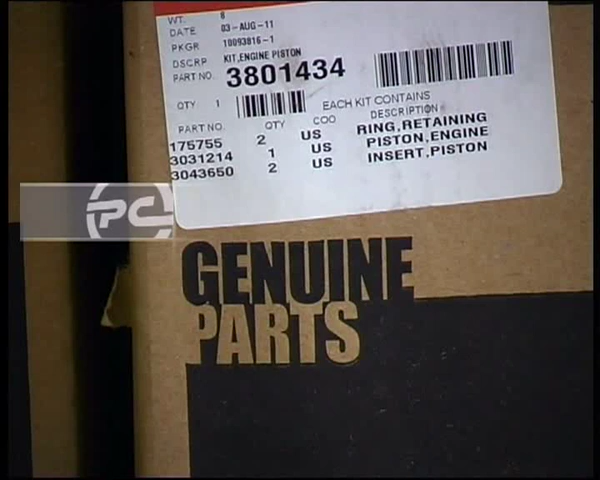 WT. 8
DATE 03-AUG-11
PKGR 10093816-1
DSCRP KIT,ENGINE PISTON
PART NO. 3801434
QTY 1
EACH KIT CONTAINS
PART NO. QTY COO DESCRIPTION
175755 2 US RING,RETAINING
3031214 1 US PISTON,ENGINE
3043650 2 US INSERT,PISTON
PC
GENUINE
PARTS